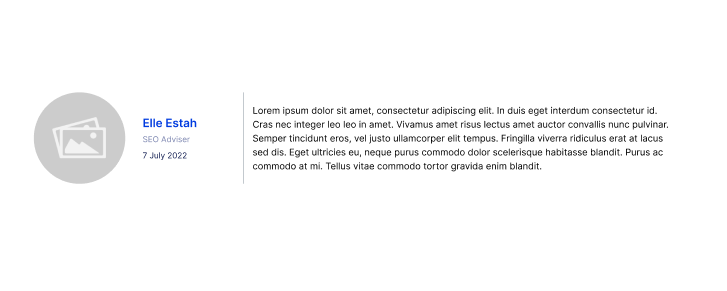 Elle Estah
SEO Adviser
7 July 2022
Lorem ipsum dolor sit amet, consectetur adipiscing elit. In duis eget interdum consectetur id.
Cras nec integer leo leo in amet. Vivamus amet risus lectus amet auctor convallis nunc pulvinar.
Semper tincidunt eros, vel justo ullamcorper elit tempus. Fringilla viverra ridiculus erat at lacus
sed dis. Eget ultricies eu, neque purus commodo dolor scelerisque habitasse blandit. Purus ac
commodo at mi. Tellus vitae commodo tortor gravida enim blandit.